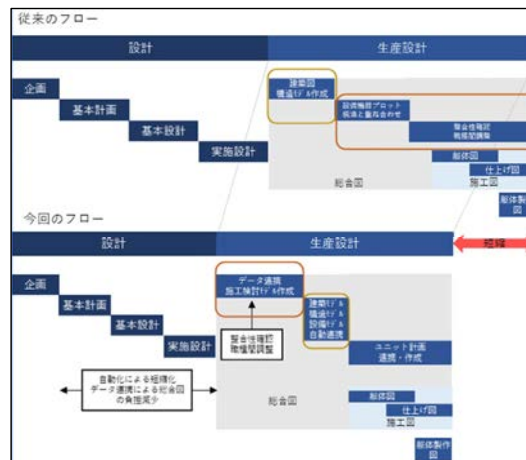 従来のフロー
設計
生産設計
企画
基本計画
基本設計
実施設計
建築図
構造モデル作成
設備機器プロット
構造と重ね合わせ
整合性確認
職種間調整
躯体図
仕上げ図
総合図
施工図
躯体製作
図
今回のフロー
設計
生産設計
短縮
企画
基本計画
基本設計
実施設計
データ連携
施工検討モデル作成
整合性確認
職種間調整
建築モデル
構造モデル
設備モデル
自動連携
ユニット計画
連携・作成
自動化による短縮化
データ連携による総合図
の負担減少
総合図
躯体図
仕上げ図
施工図
躯体製作
図